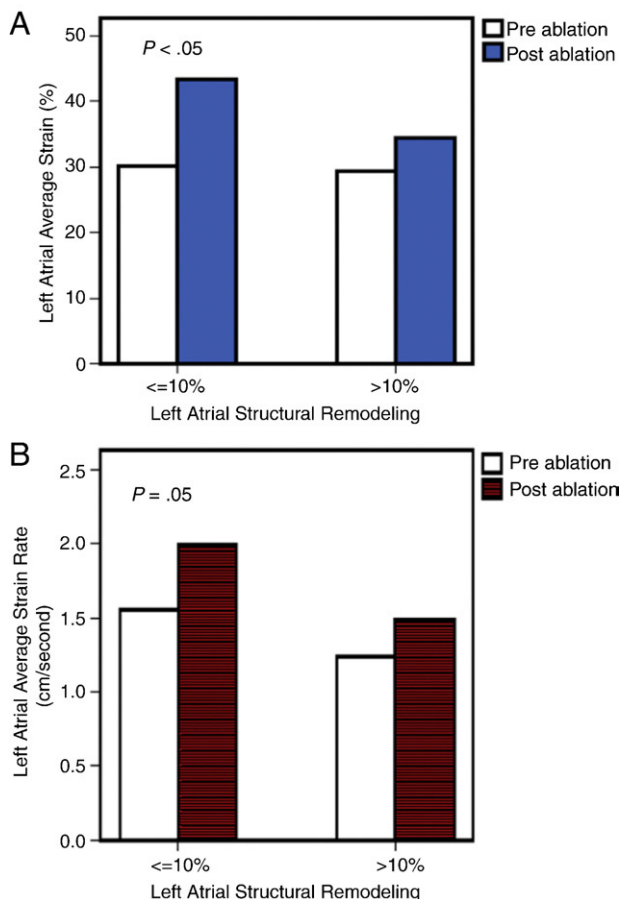 A
P < .05
Pre ablation
Post ablation
Left Atrial Average Strain (%)
50
40
30
20
10
0
<=10%
>10%
Left Atrial Structural Remodeling
B
P = .05
Pre ablation
Post ablation
Left Atrial Average Strain Rate
(cm/second)
2.5
2.0
1.5
1.0
0.5
0.0
<=10%
>10%
Left Atrial Structural Remodeling